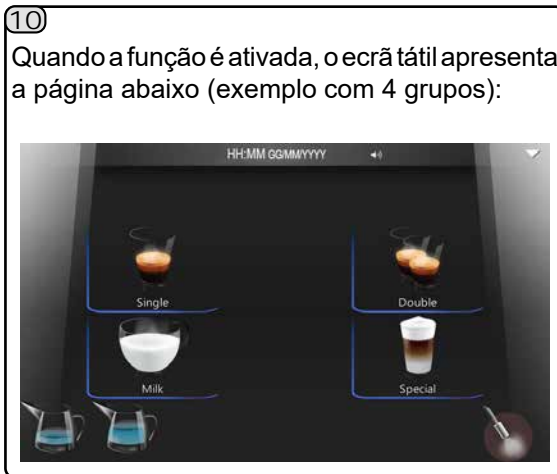 10
Quando a função é ativada, o ecrã tátil apresenta
a página abaixo (exemplo com 4 grupos):
HH:MM GG/MM/YYYY
Single
Double
Milk
Special